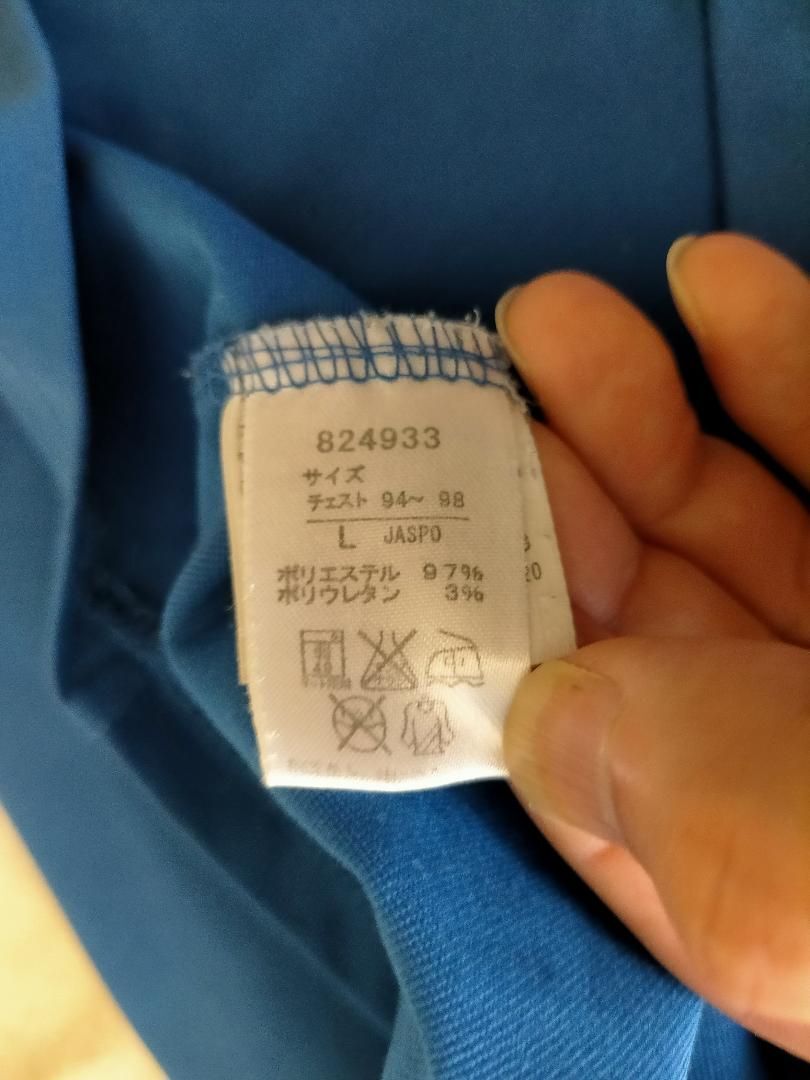 824933
サイズ
チェスト 94～ 98
L JASPO
ポリエステル 97%
ポリウレタン 3%
20